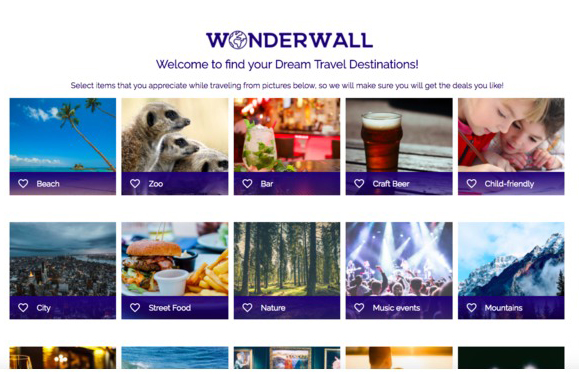 WONDERWALL
Welcome to find your Dream Travel Destinations!
Select items that you appreciate while traveling from pictures below, so we will make sure you will get the deals you like!
Beach
Zoo
Bar
Craft Beer
Child-friendly
City
Street Food
Nature
Music events
Mountains